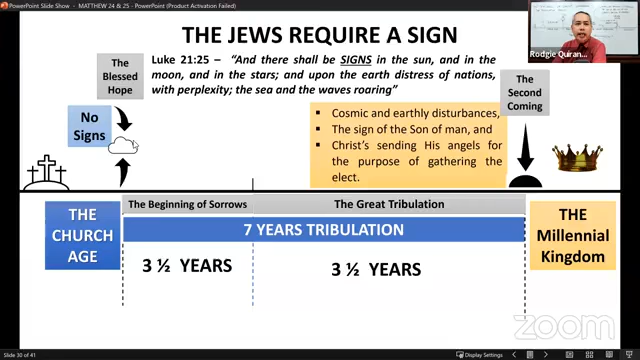 PowerPoint Slide Show - MATTHEW 24 & 25 - PowerPoint (Product Activation Failed)
THE JEWS REQUIRE A SIGN
Rodgie Quiran...
The
Blessed
Hope
Luke 21:25 – "And there shall be SIGNS in the sun, and in the
moon, and in the stars; and upon the earth distress of nations,
with perplexity; the sea and the waves roaring"
The
Second
Coming
No
Signs
Cosmic and earthly disturbances,
The sign of the Son of man, and
Christ's sending His angels for
the purpose of gathering the
elect.
THE
CHURCH
AGE
The Beginning of Sorrows
The Great Tribulation
7 YEARS TRIBULATION
3 ½ YEARS
3 ½ YEARS
THE
Millennial
Kingdom
zoom
Slide 30 of 41
Display Settings